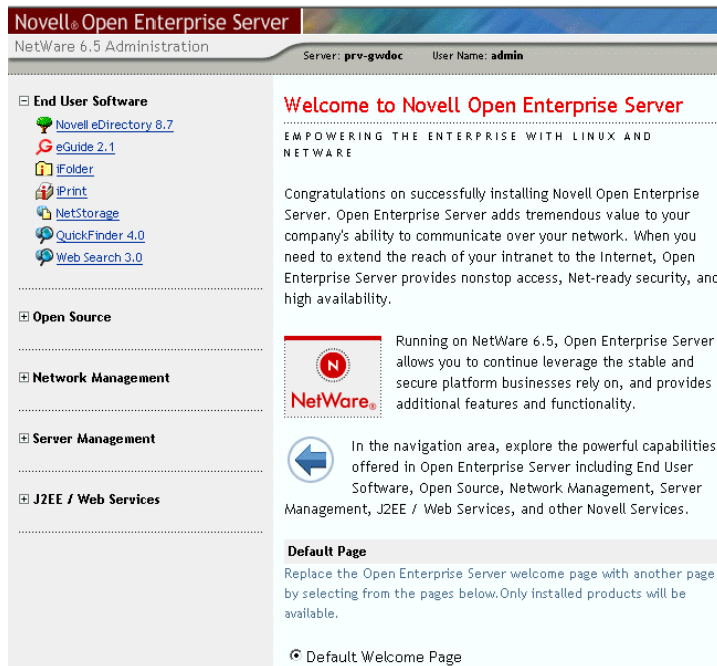 Novell® Open Enterprise Server
NetWare 6.5 Administration
Server: prv-gwdoc User Name: admin
End User Software
Novell eDirectory 8.7
eGuide 2.1
iFolder
iPrint
NetStorage
QuickFinder 4.0
Web Search 3.0
Open Source
Network Management
Server Management
J2EE / Web Services
Welcome to Novell Open Enterprise Server
EMPOWERING THE ENTERPRISE WITH LINUX AND
NETWARE
Congratulations on successfully installing Novell Open Enterprise
Server. Open Enterprise Server adds tremendous value to your
company's ability to communicate over your network. When you
need to extend the reach of your intranet to the Internet, Open
Enterprise Server provides nonstop access, Net-ready security, and
high availability.
N
NetWare®
Running on NetWare 6.5, Open Enterprise Server
allows you to continue leverage the stable and
secure platform businesses rely on, and provides
additional features and functionality.
In the navigation area, explore the powerful capabilities
offered in Open Enterprise Server including End User
Software, Open Source, Network Management, Server
Management, J2EE / Web Services, and other Novell Services.
Default Page
Replace the Open Enterprise Server welcome page with another page
by selecting from the pages below.Only installed products will be
available.
Default Welcome Page